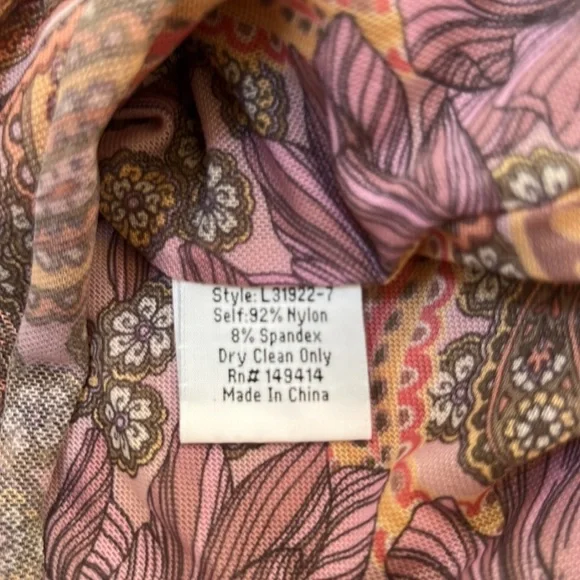 Style: L31922-7
Self:92% Nylon
8% Spandex
Dry Clean Only
Rn# 149414
Made In China